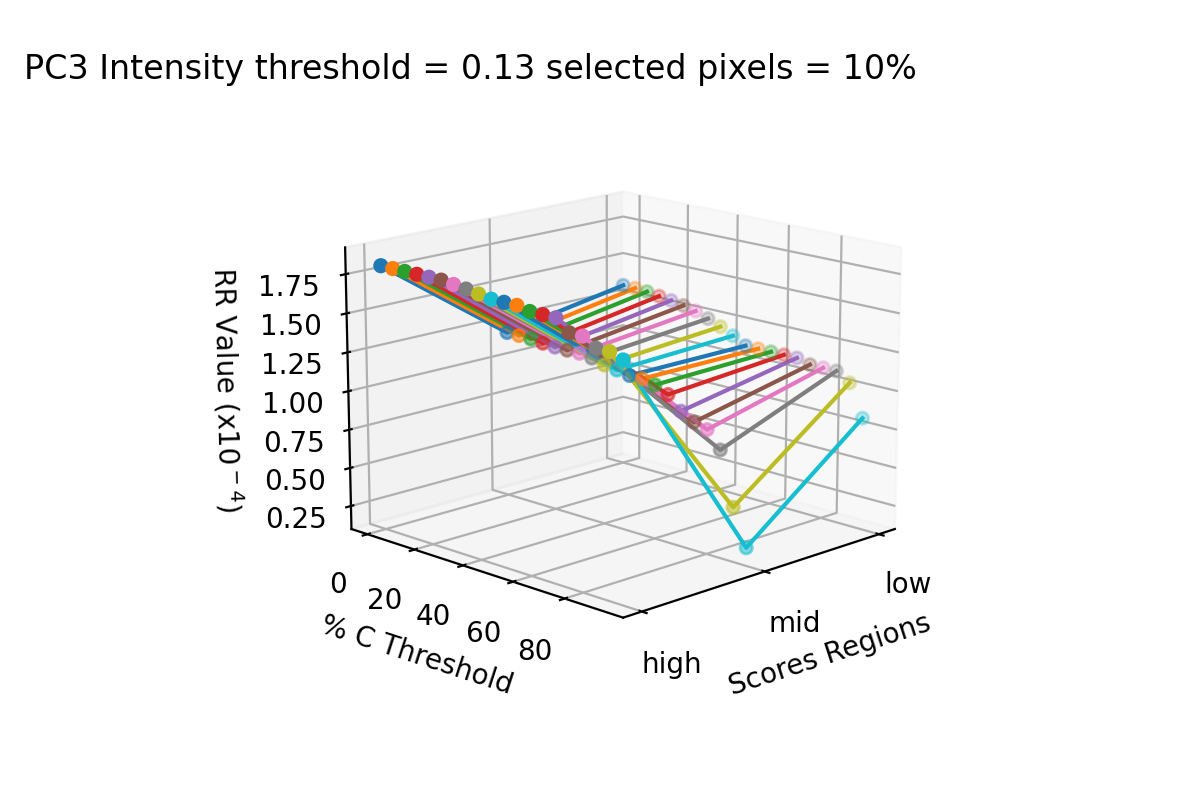 PC3 Intensity threshold = 0.13 selected pixels = 10%
RR Value (x10⁻⁴)
1.75
1.50
1.25
1.00
0.75
0.50
0.25
0
20
40
60
80
% C Threshold
high
mid
low
Scores Regions